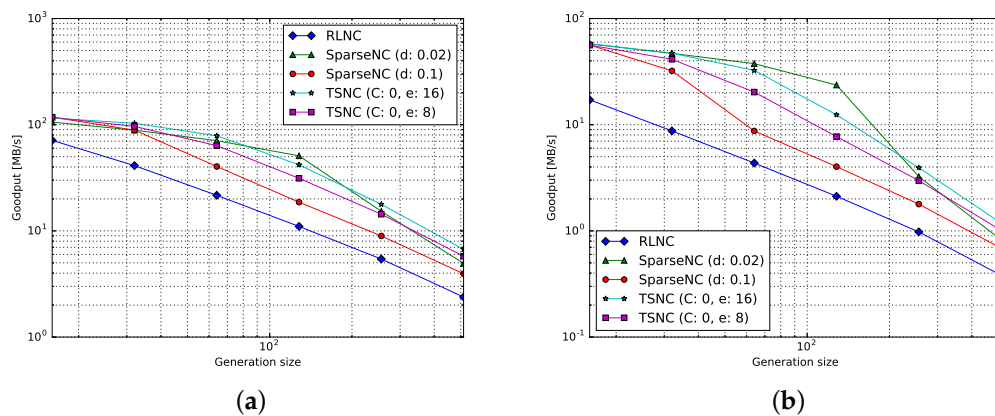 10³
10²
10¹
10⁰
Goodput [MB/s]
10²
Generation size
RLNC
SparseNC (d: 0.02)
SparseNC (d: 0.1)
TSNC (C: 0, e: 16)
TSNC (C: 0, e: 8)
(a)
10²
10¹
10⁰
10⁻¹
Goodput [MB/s]
10²
Generation size
RLNC
SparseNC (d: 0.02)
SparseNC (d: 0.1)
TSNC (C: 0, e: 16)
TSNC (C: 0, e: 8)
(b)